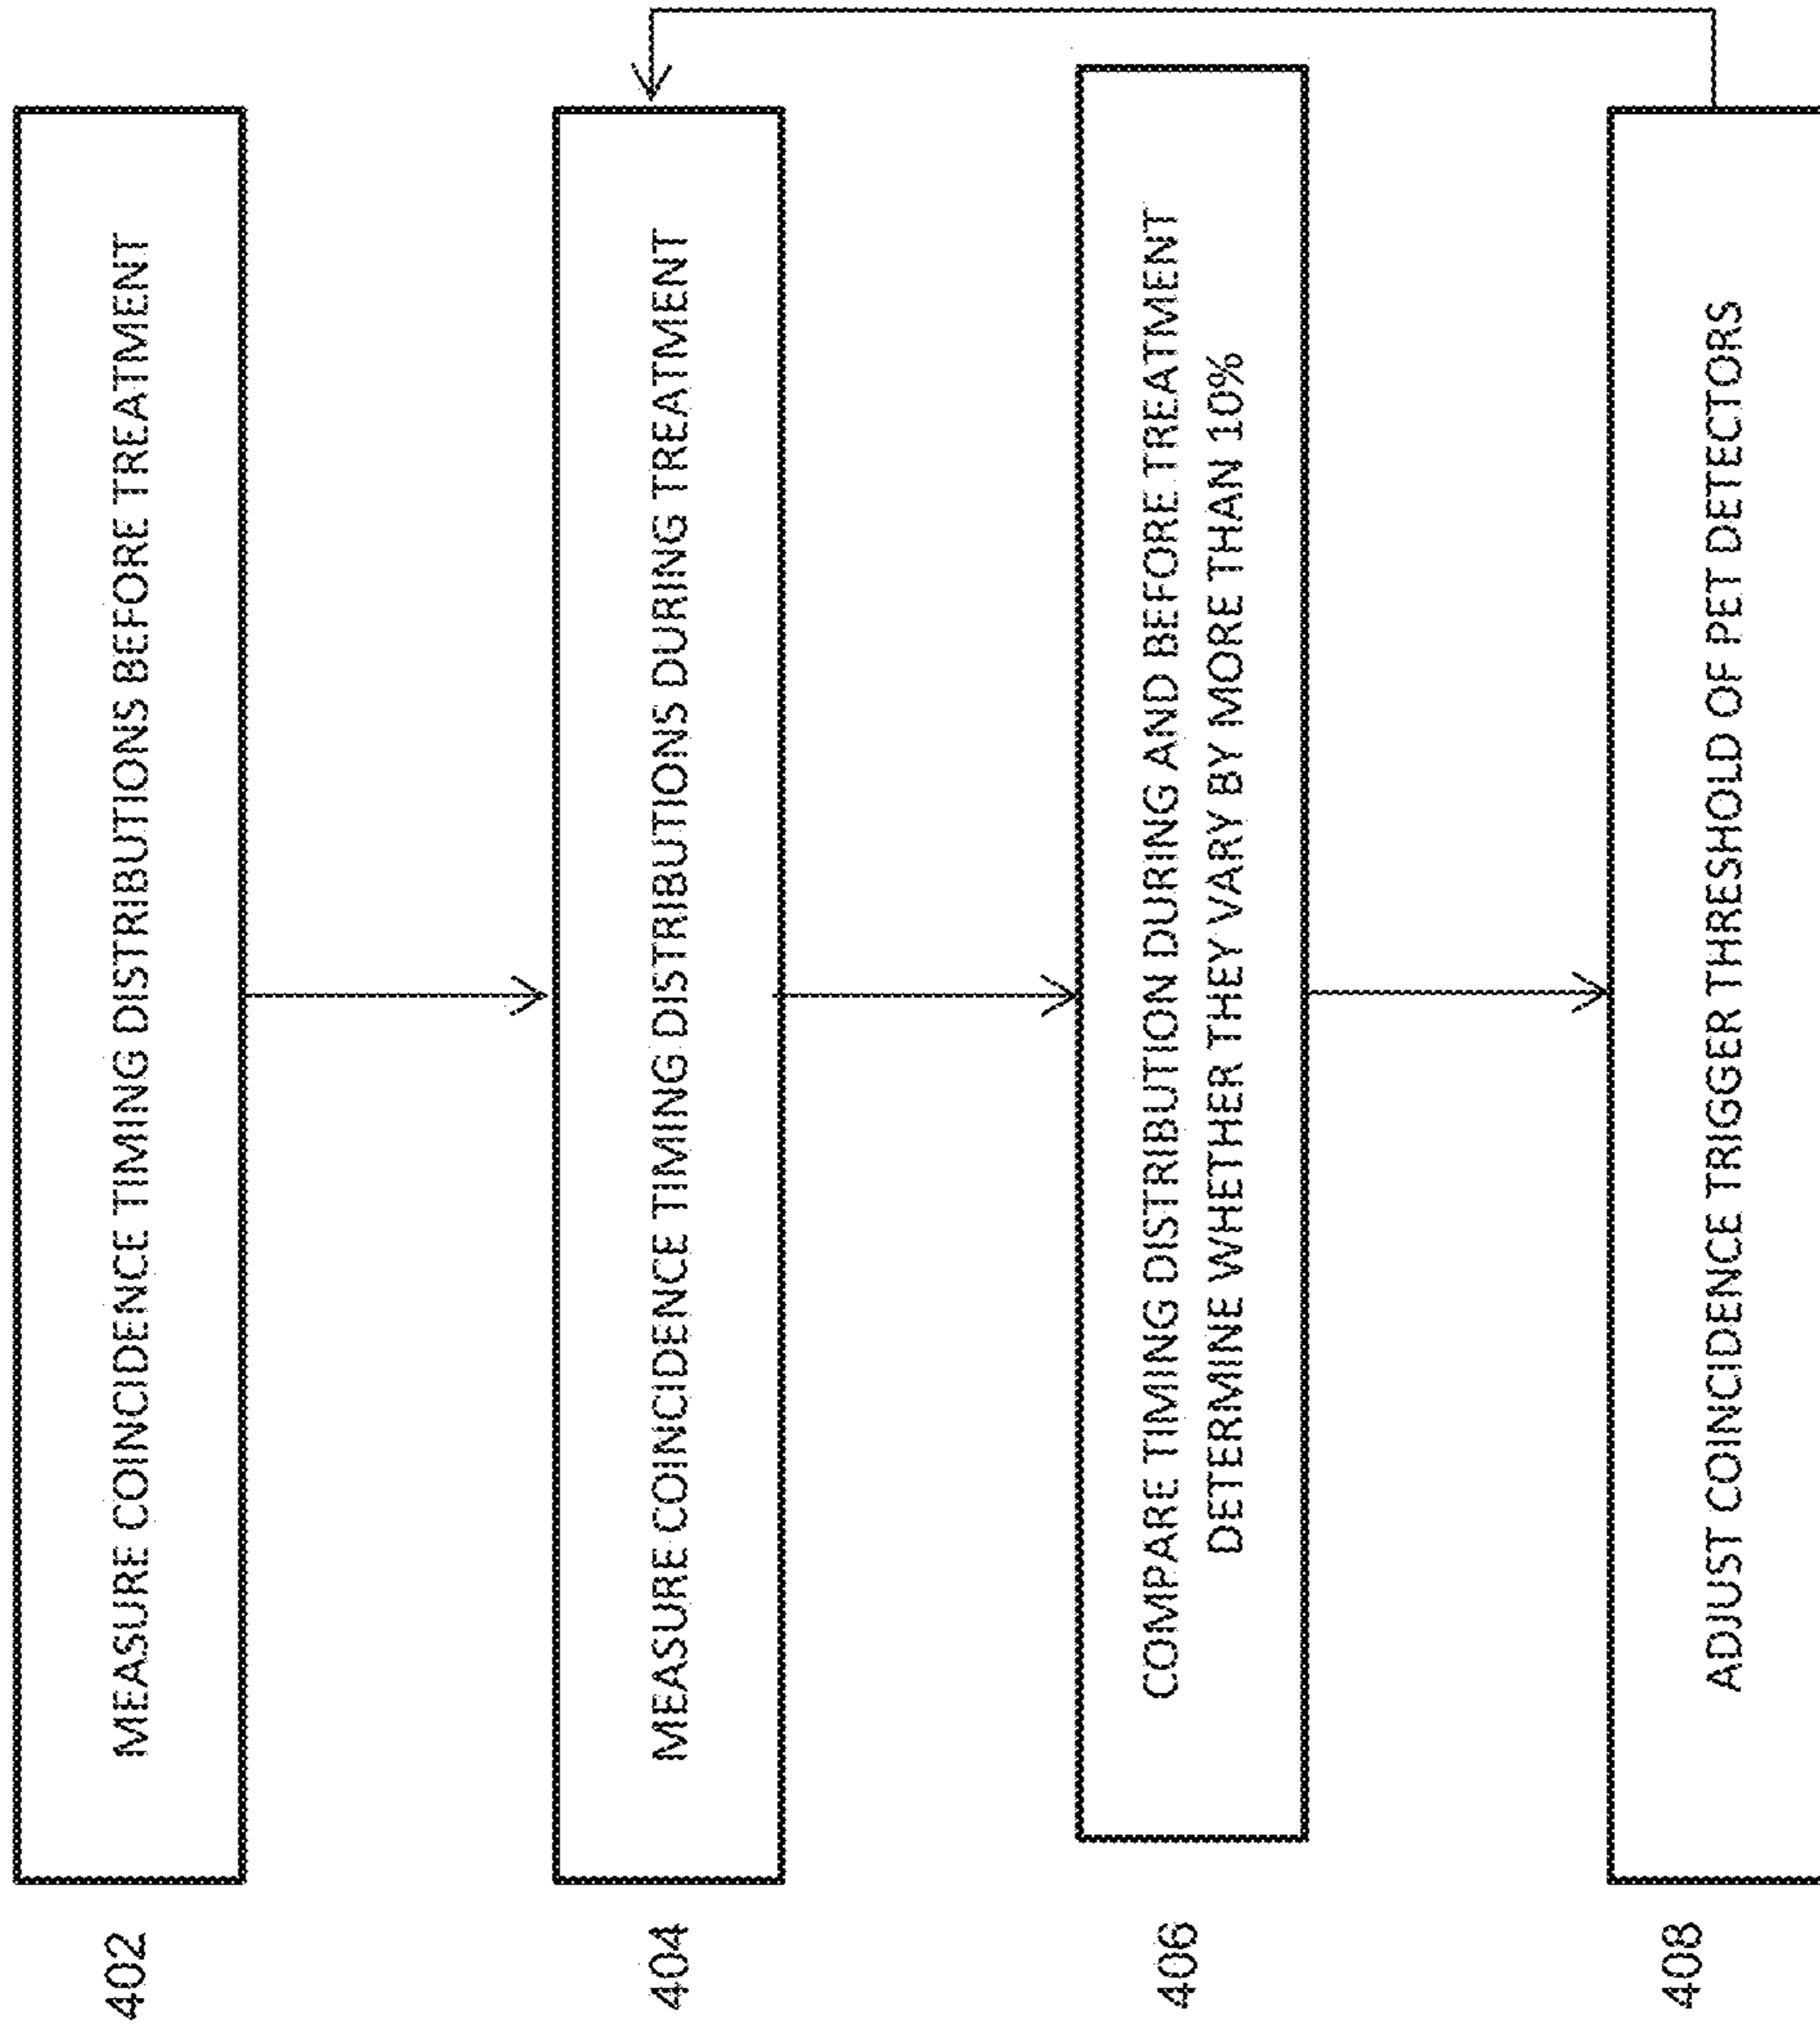 402
MEASURE COINCIDENCE TIMING DISTRIBUTIONS BEFORE TREATMENT
404
MEASURE COINCIDENCE TIMING DISTRIBUTIONS DURING TREATMENT
406
COMPARE TIMING DISTRIBUTION DURING AND BEFORE TREATMENT
DETERMINE WHETHER THEY VARY BY MORE THAN 10%
408
ADJUST COINCIDENCE TRIGGER THRESHOLD OF PET DETECTORS